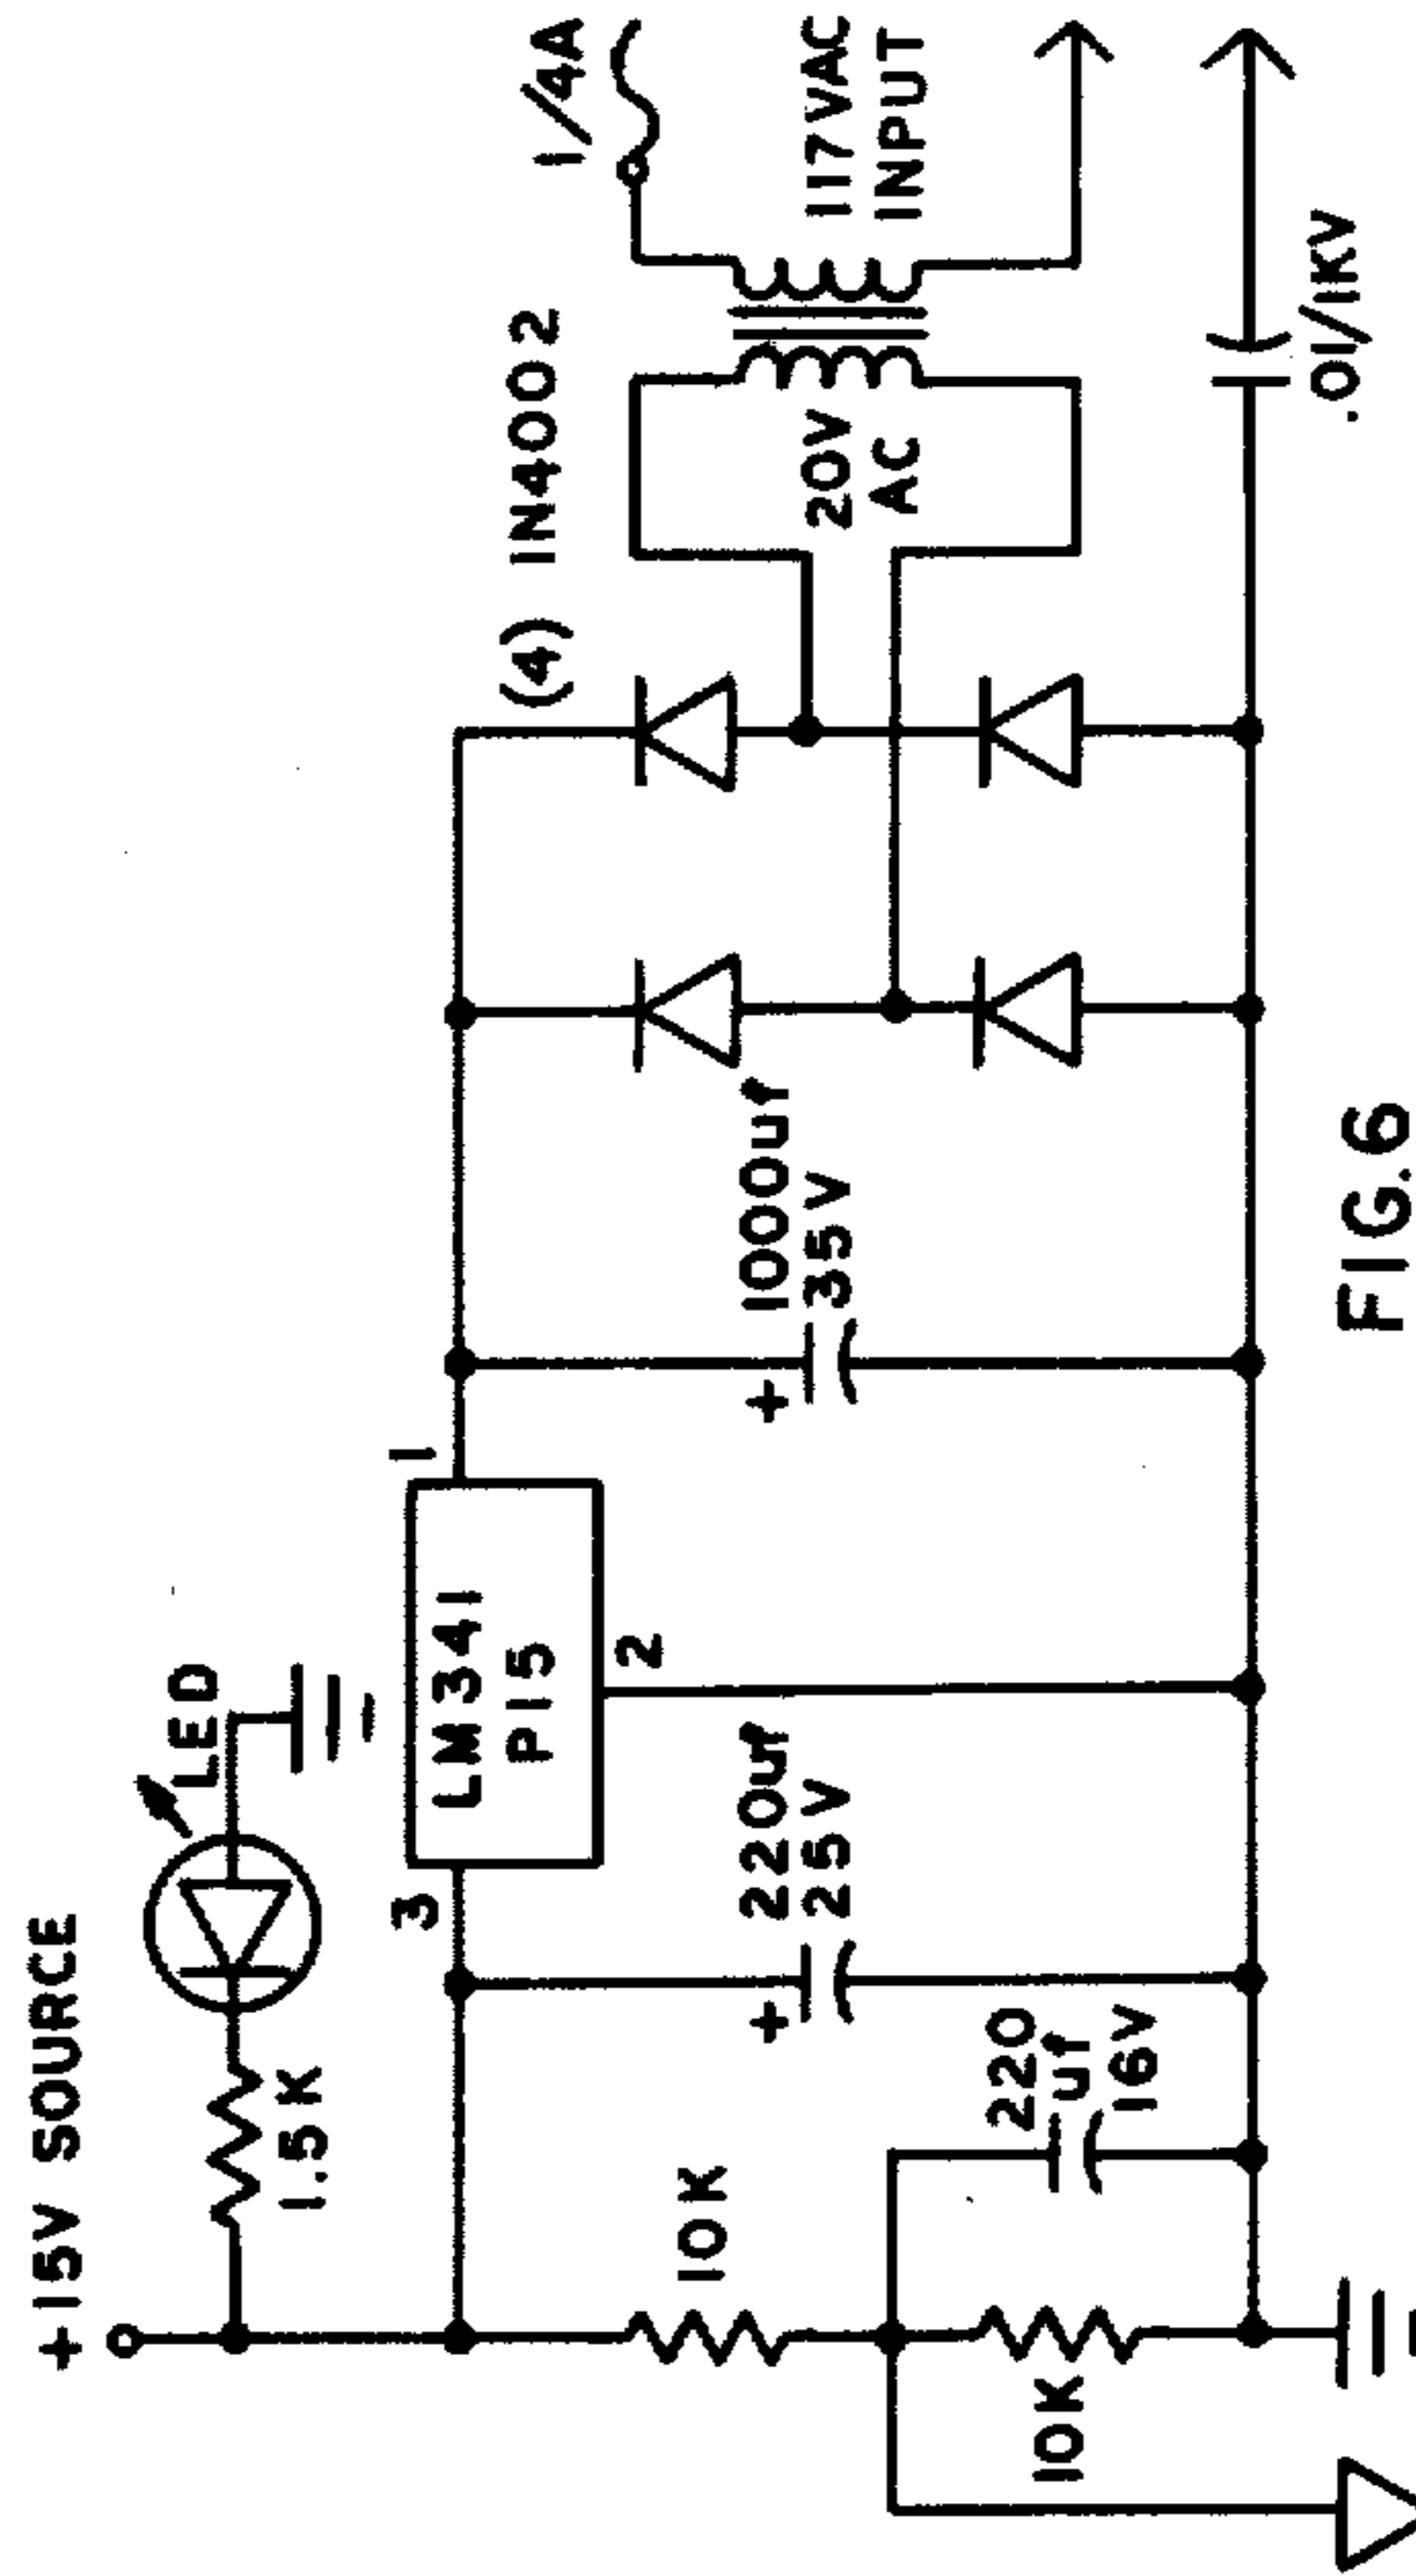 +15V SOURCE
LED
1.5K
3
LM341
P15
1
2
(4) 1N4002
1/4A
117VAC
INPUT
20V
AC
+
1000uf
35V
+
220uf
25V
10K
220
uf
16V
10K
.01/1KV
FIG.6